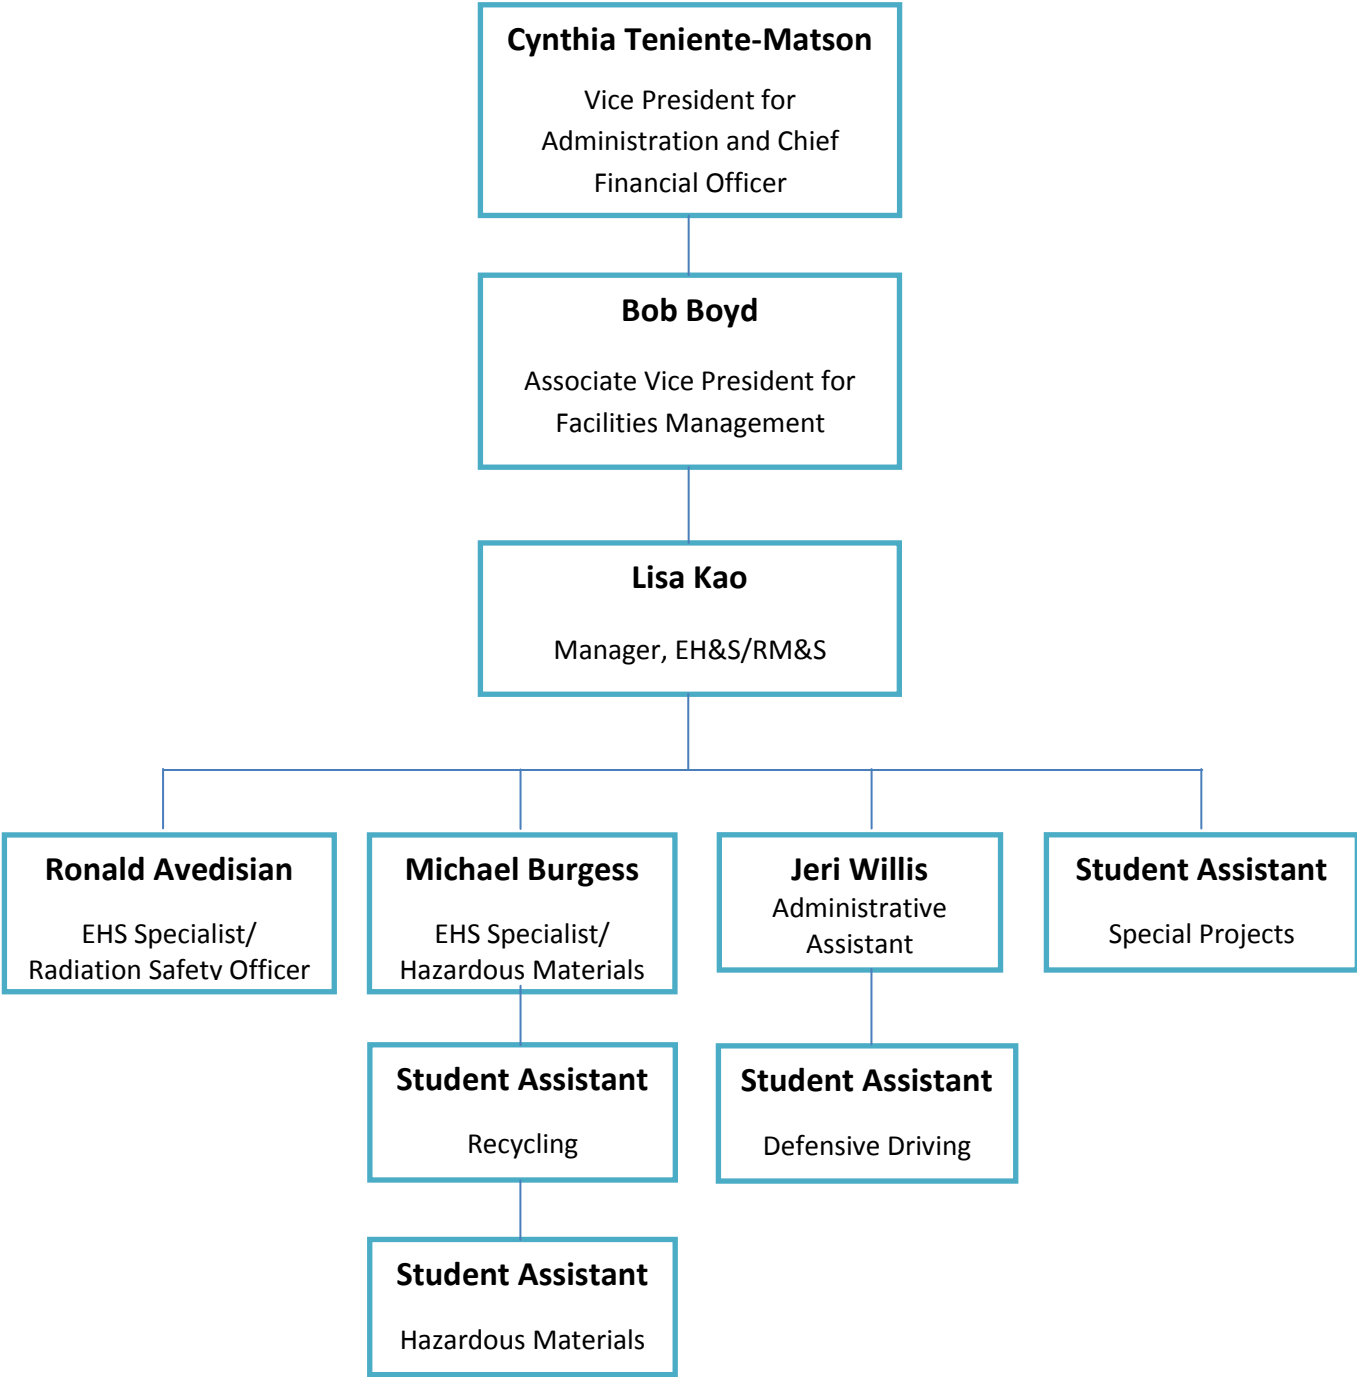 Cynthia Teniente-Matson
Vice President for
Administration and Chief
Financial Officer
Bob Boyd
Associate Vice President for
Facilities Management
Lisa Kao
Manager, EH&S/RM&S
Ronald Avedisian
EHS Specialist/
Radiation Safety Officer
Michael Burgess
EHS Specialist/
Hazardous Materials
Jeri Willis
Administrative
Assistant
Student Assistant
Special Projects
Student Assistant
Recycling
Student Assistant
Defensive Driving
Student Assistant
Hazardous Materials